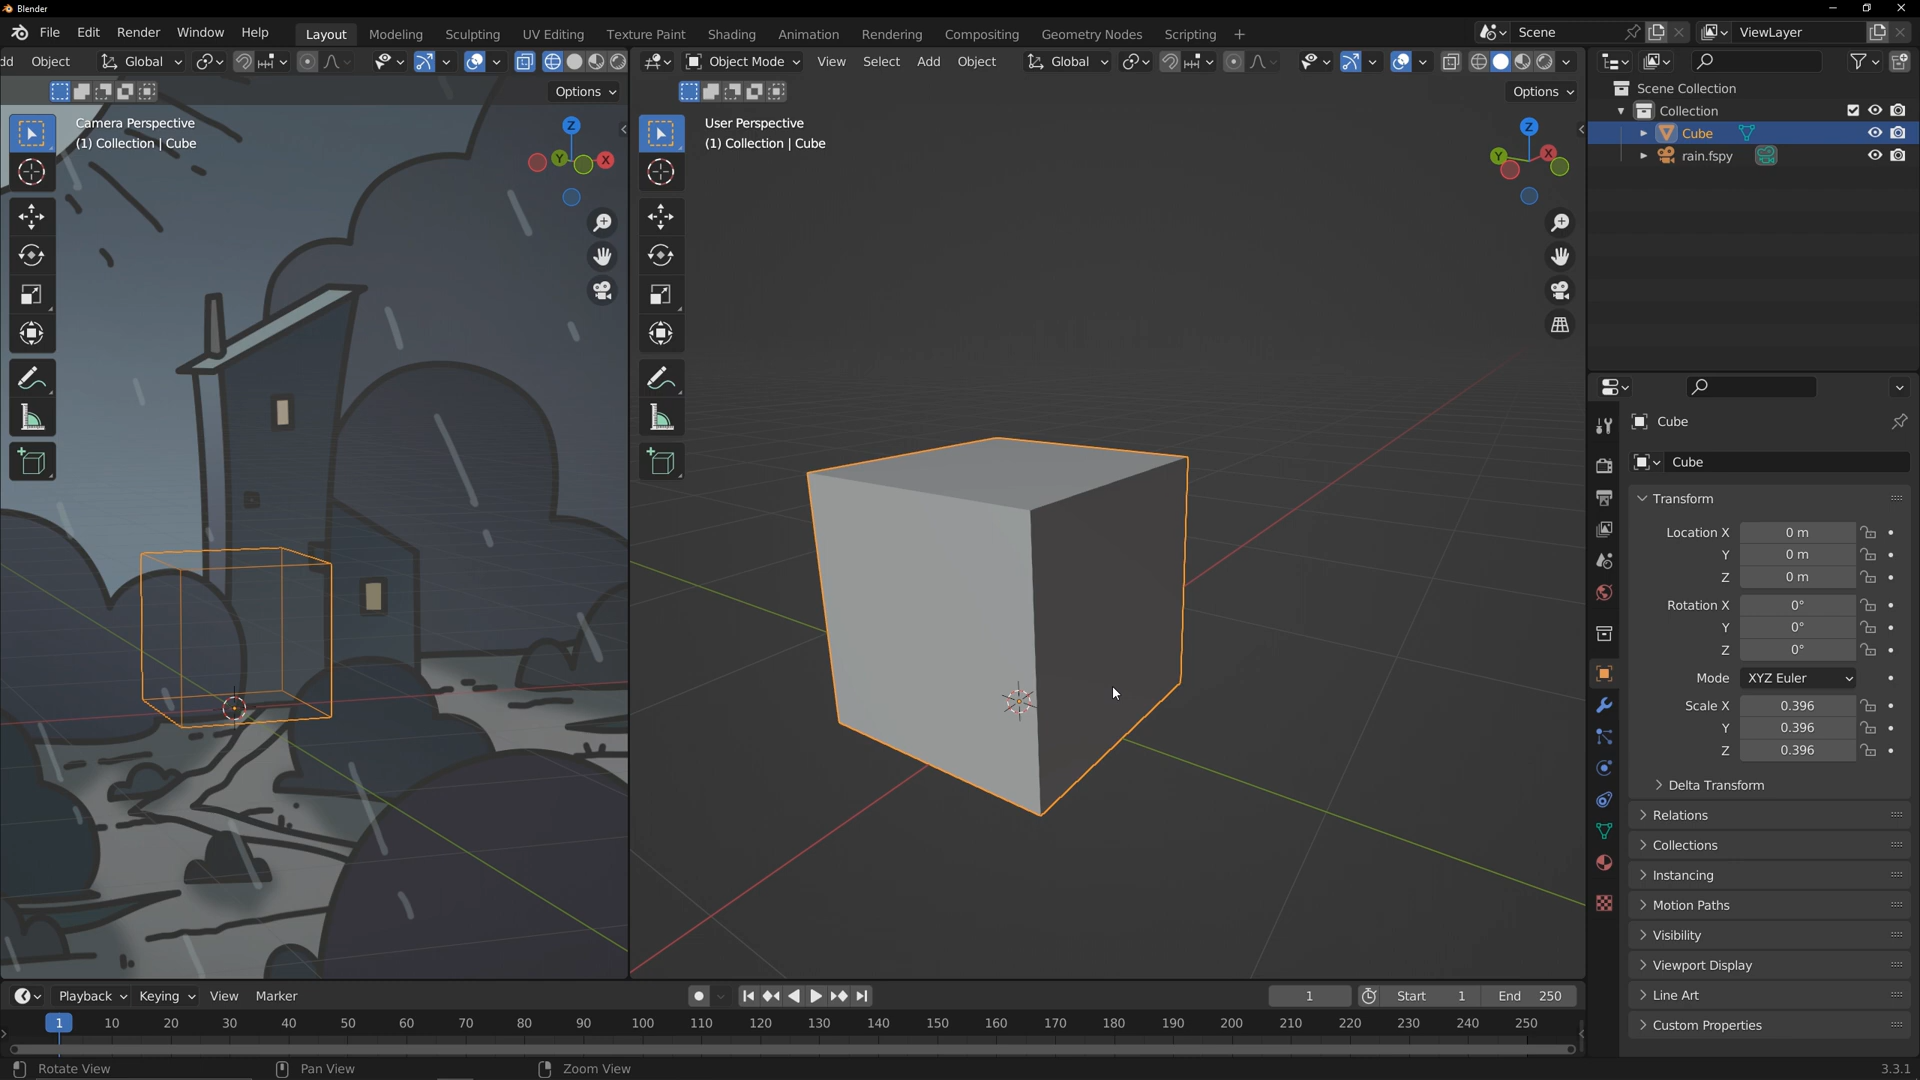 Blender
File Edit Render Window Help Layout Modeling Sculpting UV Editing Texture Paint Shading Animation Rendering Compositing Geometry Nodes Scripting + Scene ViewLayer
dd Object Global Object Mode View Select Add Object Global
Options Options
Camera Perspective
(1) Collection | Cube
Z
Y
X
User Perspective
(1) Collection | Cube
Z
Y
X
Scene Collection
Collection
Cube
rain.fspy
Cube
Cube
Transform
Location X 0 m
Y 0 m
Z 0 m
Rotation X 0°
Y 0°
Z 0°
Mode XYZ Euler
Scale X 0.396
Y 0.396
Z 0.396
Delta Transform
Relations
Collections
Instancing
Motion Paths
Visibility
Viewport Display
Line Art
Custom Properties
Playback Keying View Marker 1 Start 1 End 250
1 10 20 30 40 50 60 70 80 90 100 110 120 130 140 150 160 170 180 190 200 210 220 230 240 250
Rotate View Pan View Zoom View 3.3.1